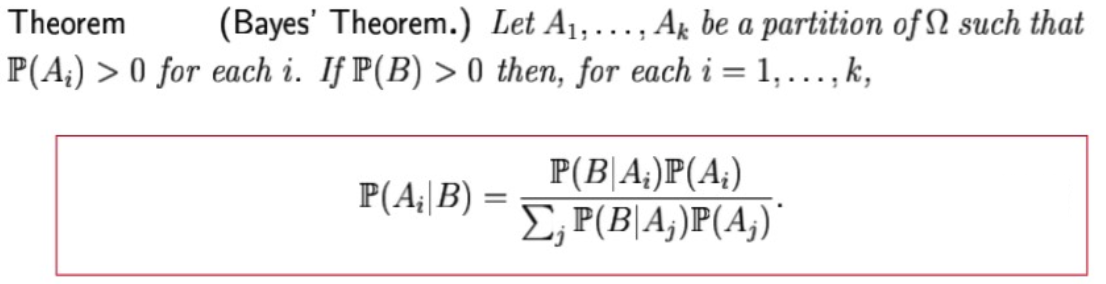 Theorem (Bayes' Theorem.) Let A₁, . . . , Aₖ be a partition of Ω such that
ℙ(Aᵢ) > 0 for each i. If ℙ(B) > 0 then, for each i = 1, . . . , k,
ℙ(Aᵢ|B) = ℙ(B|Aᵢ)ℙ(Aᵢ) / ∑ⱼ ℙ(B|Aⱼ)ℙ(Aⱼ).